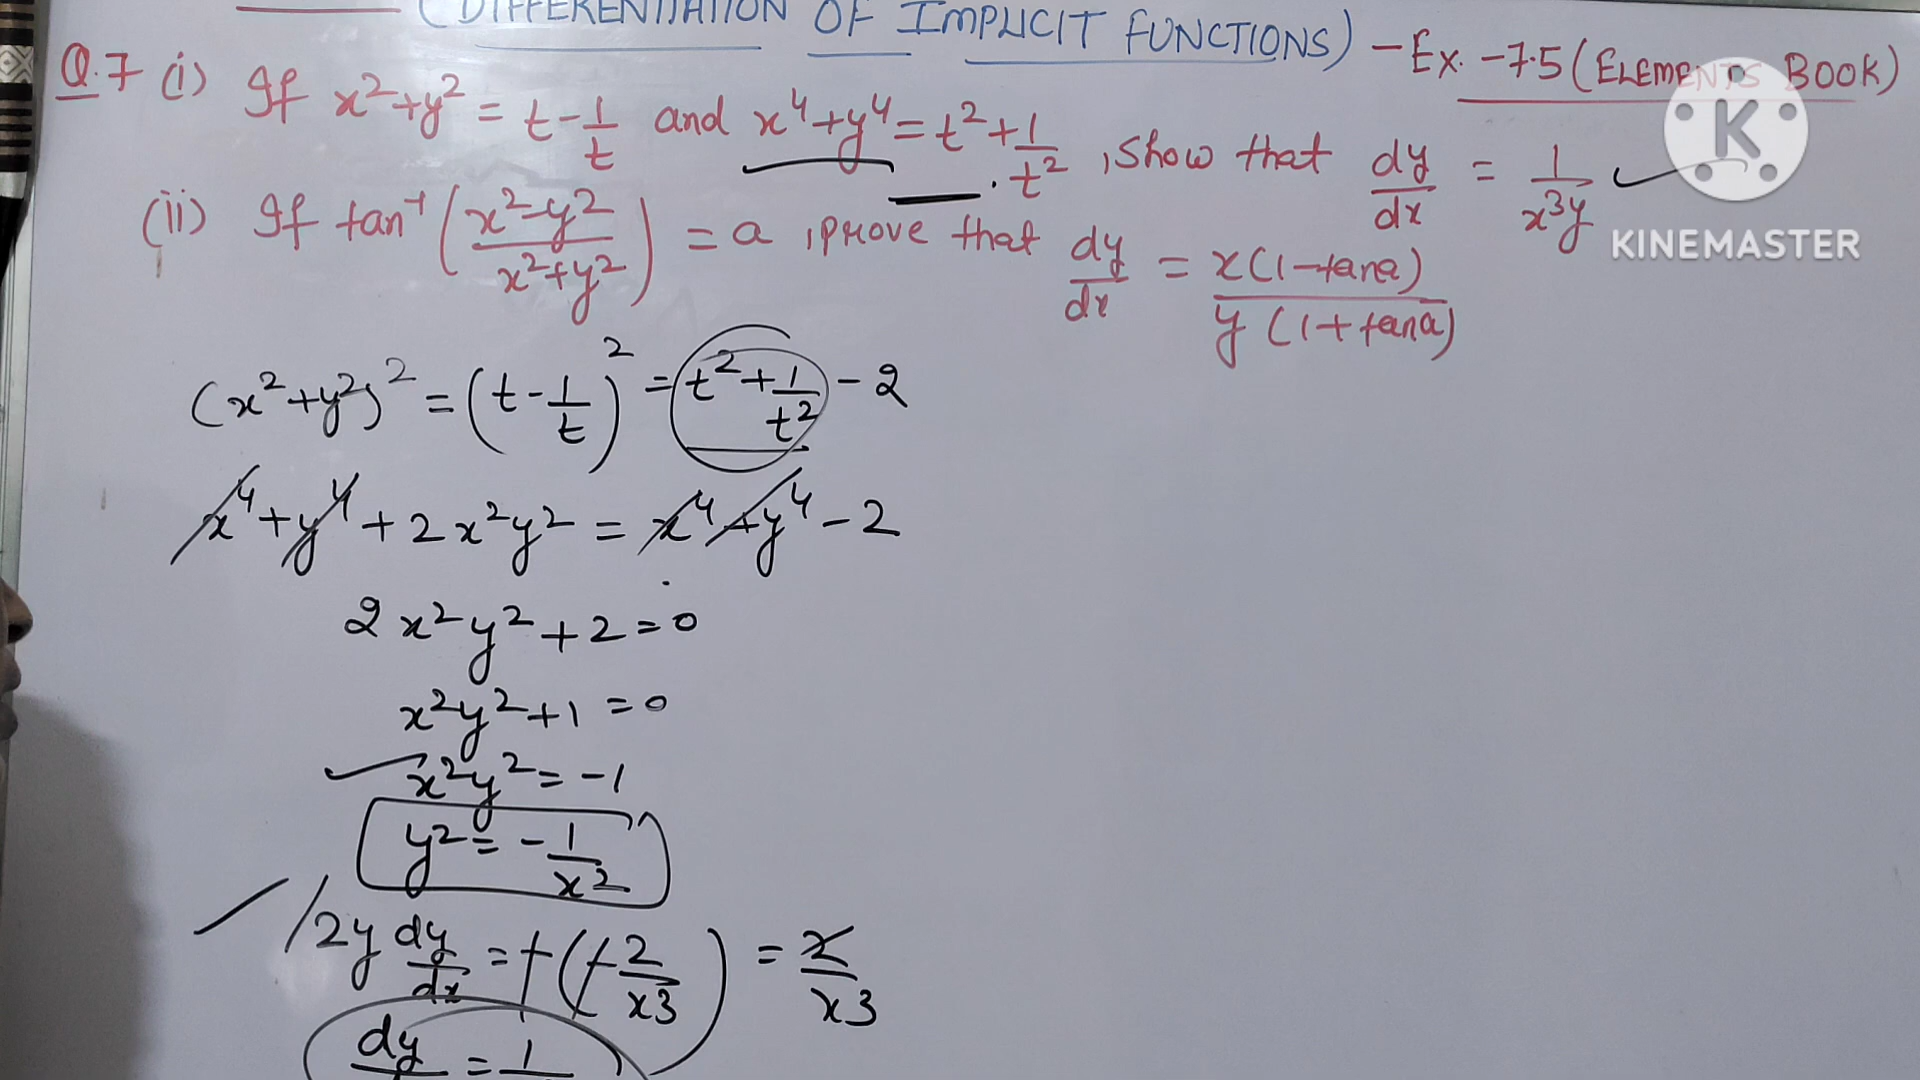 (DIFFERENTIATION OF IMPLICIT FUNCTIONS) - Ex. - 7.5 (ELEMENTS BOOK)
Q.7 (i) If x²+y² = t - 1/t and x⁴+y⁴ = t² + 1/t², show that dy/dx = 1/x³y
(ii) If tan⁻¹ (x²-y²/x²+y²) = a, prove that dy/dx = x(1-tana)/y(1+tana)
K
KINEMASTER
(x²+y²)² = (t - 1/t)² = t² + 1/t² - 2
x⁴+y⁴ + 2x²y² = x⁴+y⁴ - 2
2x²y² + 2 = 0
x²y² + 1 = 0
x²y² = -1
y² = - 1/x²
2y dy/dx = + (+ 2/x3) = 2/x3
dy = 1